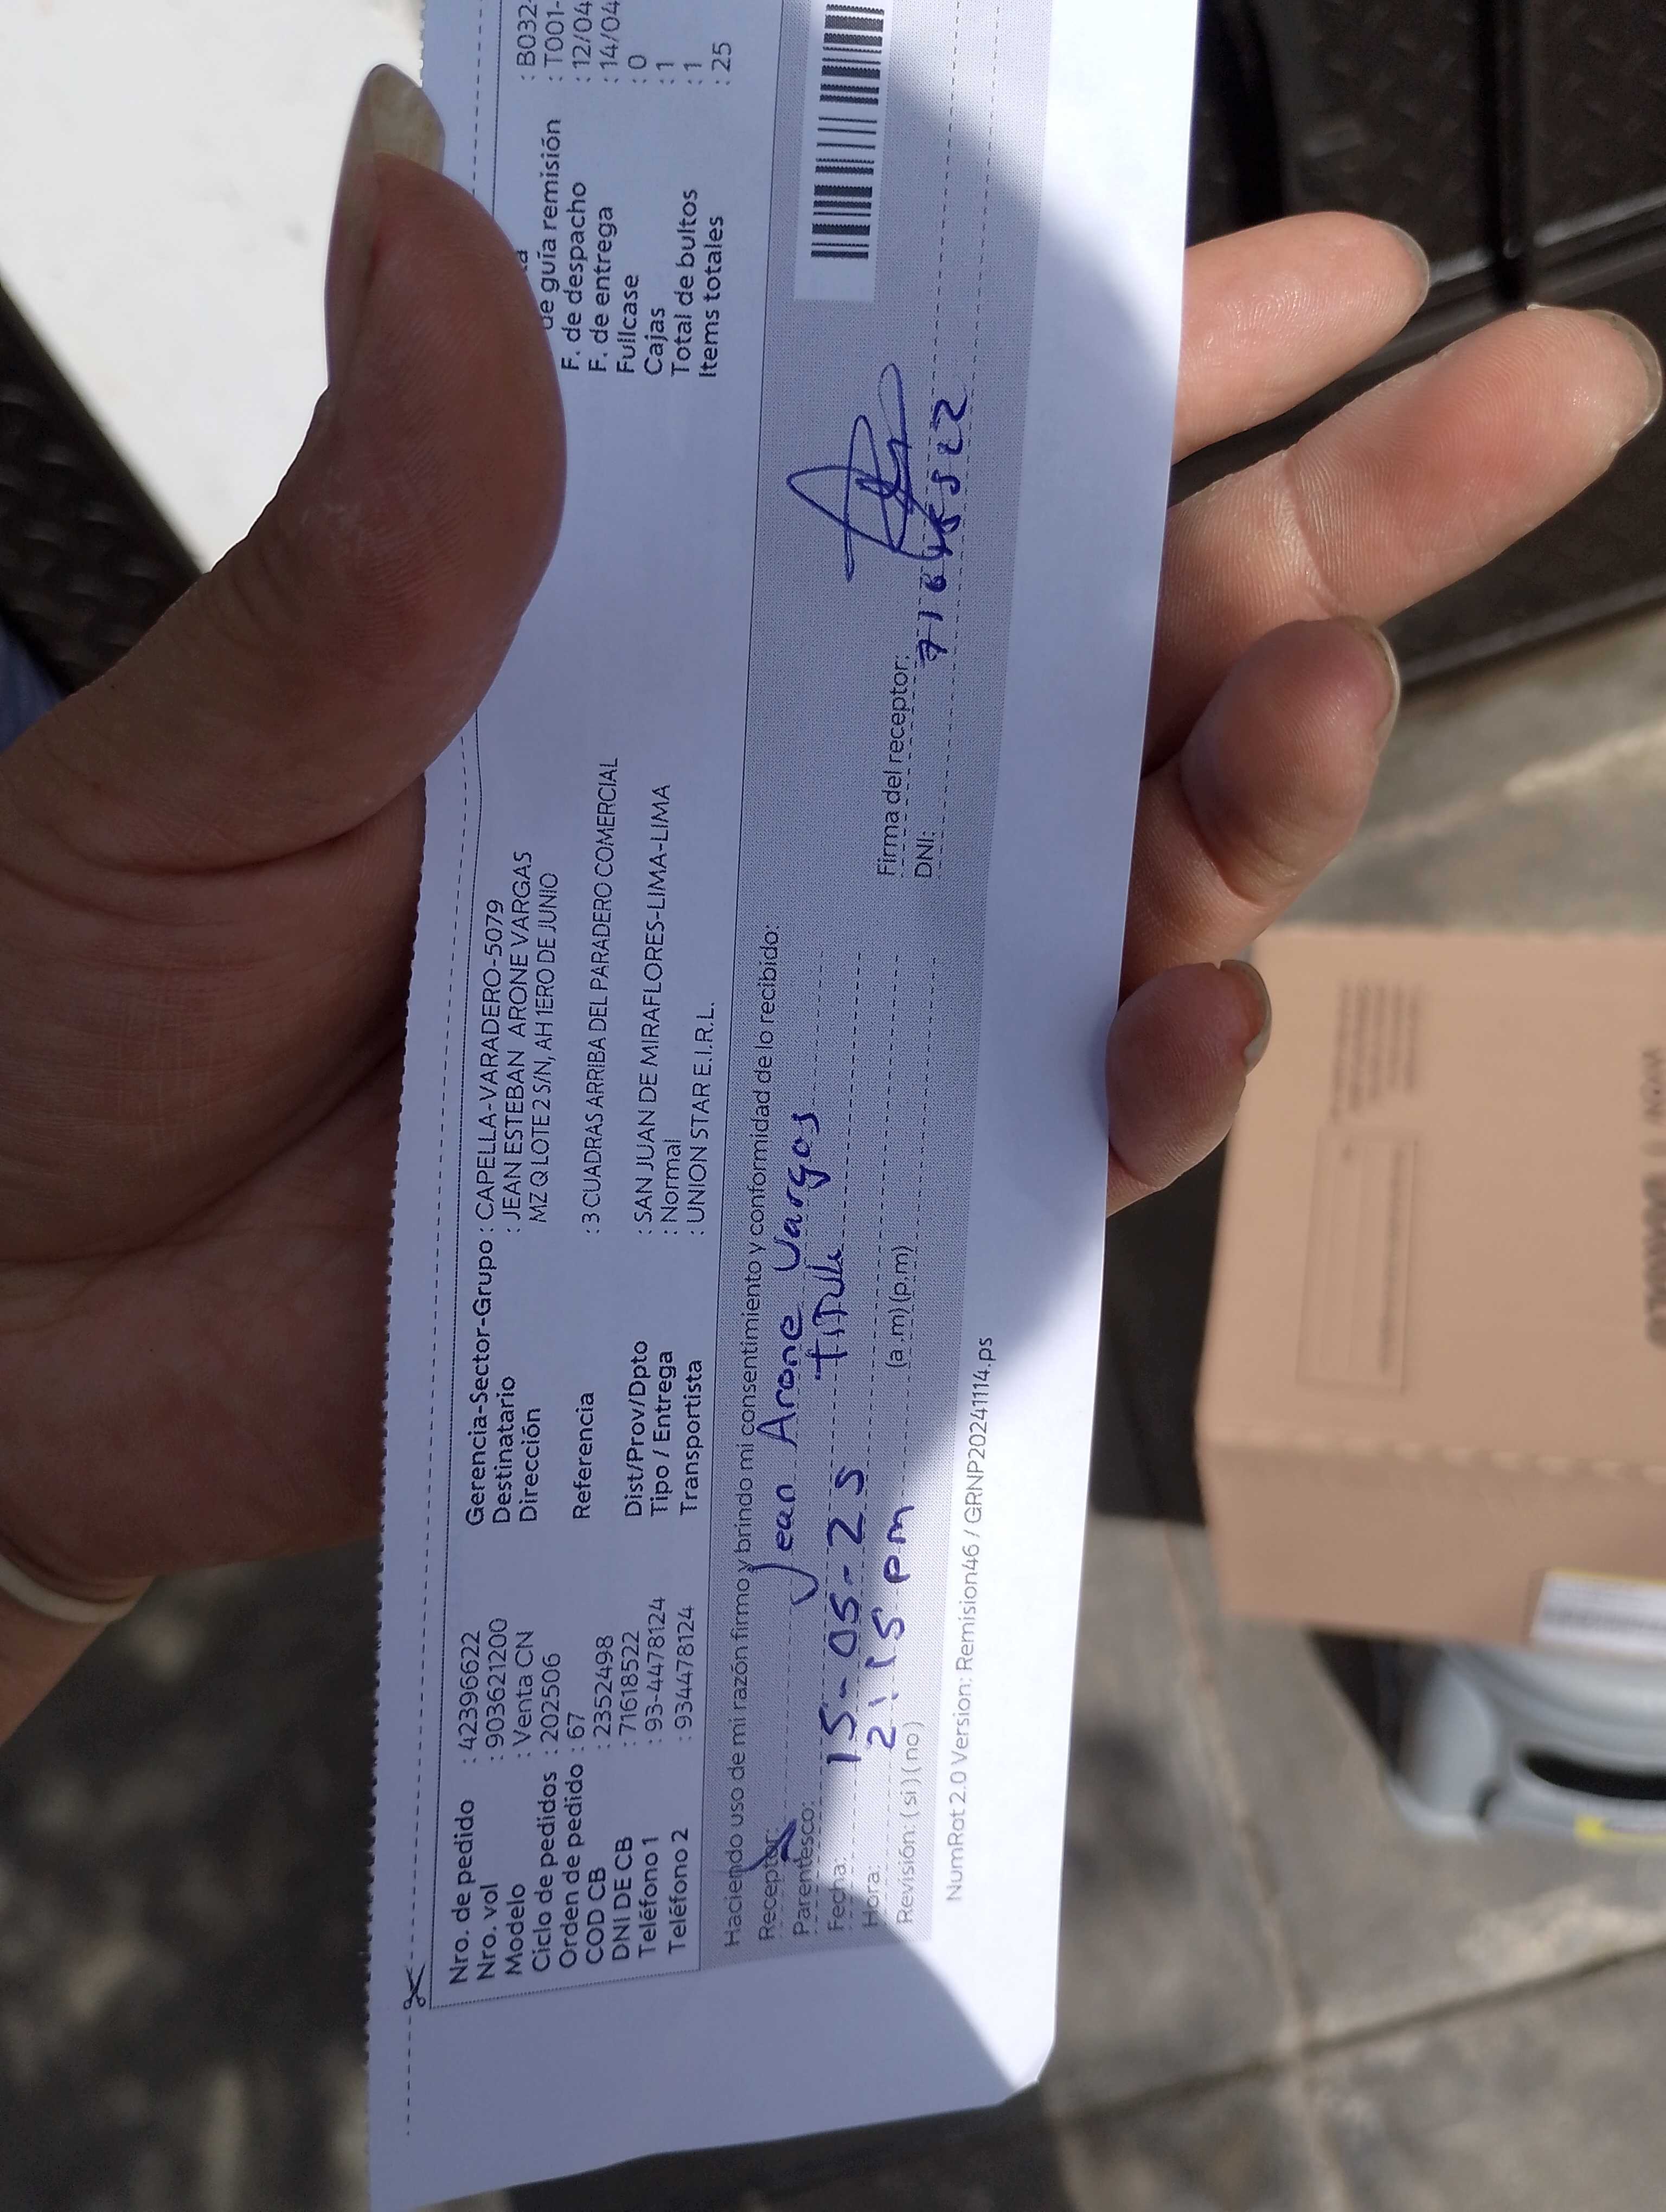 Nro. de pedido : 42396622
Nro. vol : 9036621200
Modelo : Venta CN
Ciclo de pedidos : 202506
Orden de pedido : 67
COD CB : 2352498
DNI DE CB : 71618522
Teléfono 1 : 93-4478124
Teléfono 2 : 934478124
Gerencia-Sector-Grupo : CAPELLA-VARADERO-5079
Destinatario : JEAN ESTEBAN ARONE VARGAS
Dirección MZ Q LOTE 2 S/N, AH 1ERO DE JUNIO
Referencia : 3 CUADRAS ARRIBA DEL PARADERO COMERCIAL
Dist/Prov/Dpto : SAN JUAN DE MIRAFLORES-LIMA-LIMA
Tipo / Entrega : Normal
Transportista : UNION STAR E.I.R.L.
: B032-
de guía remisión : T001-
F. de despacho : 12/04
F. de entrega : 14/04
Fullcase : 0
Cajas : 1
Total de bultos : 1
Items totales : 25
Haciendo uso de mi razón firmo y brindo mi consentimiento y conformidad de lo recibido:
Receptor: Jean Arone Vargas
Parentesco:
Fecha: 15-05-25
Hora: 2:15 pm (a.m) (p.m)
Revisión: ( si ) ( no )
Firma del receptor:
DNI:
NumRot 2.0 Version: Remision46 / GRNP20241114.ps